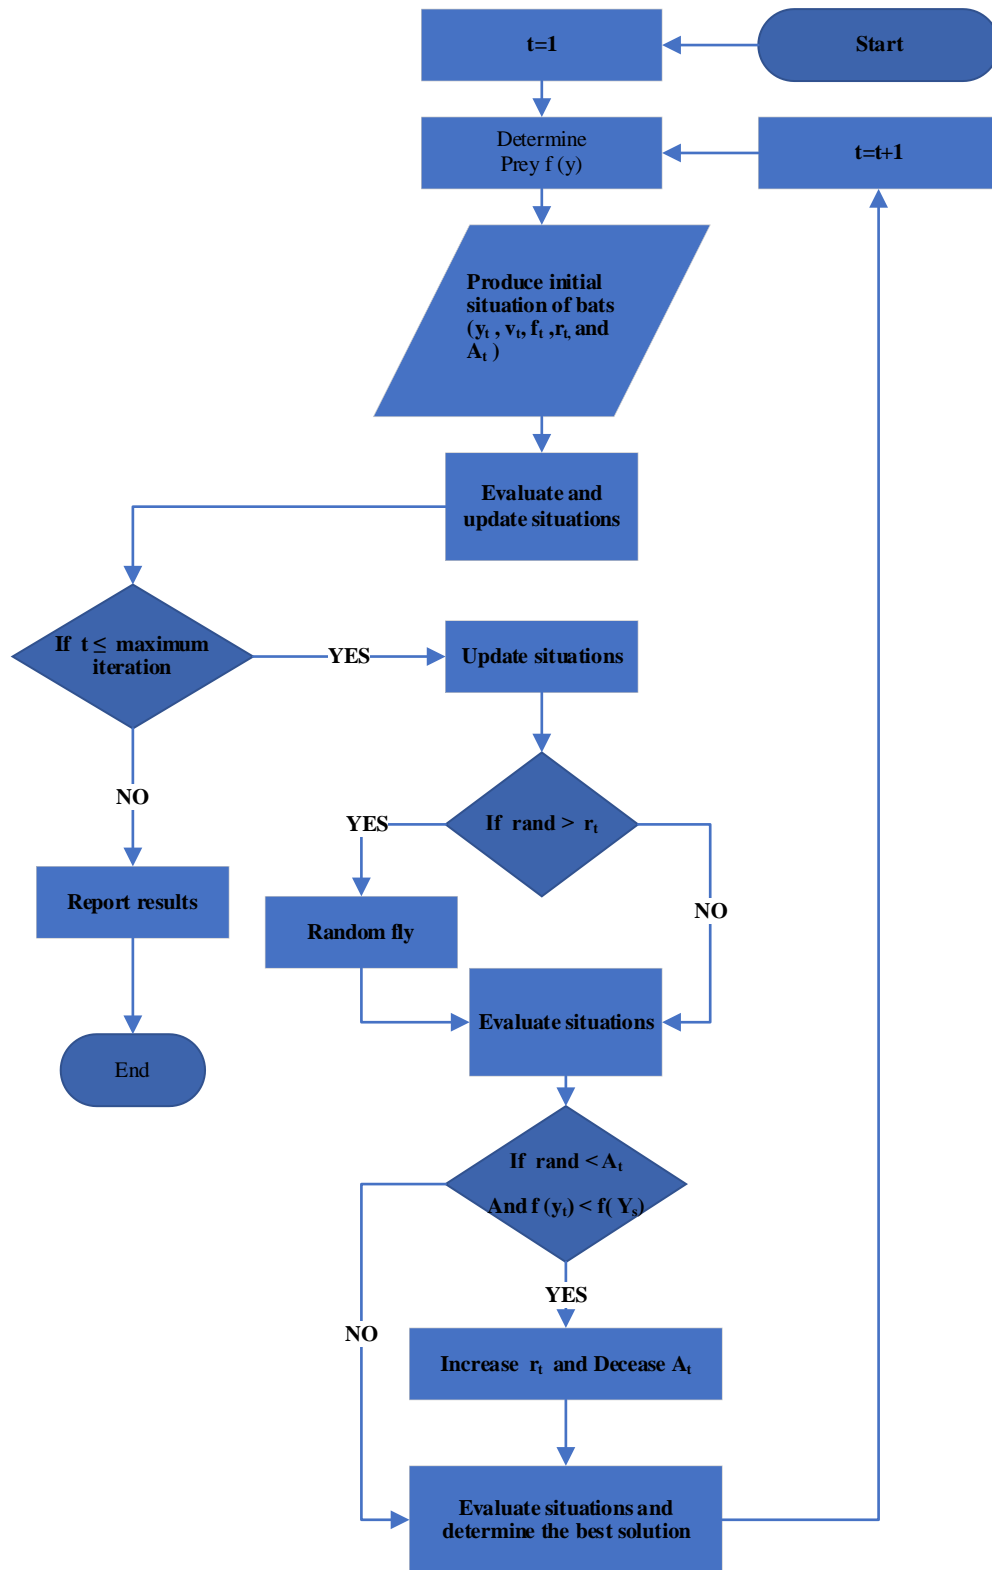 Start
t=1
Determine
Prey f (y)
t=t+1
Produce initial
situation of bats
(yₜ , vₜ, fₜ ,rₜ, and
Aₜ )
Evaluate and
update situations
If t ≤ maximum
iteration
YES
Update situations
NO
If rand > rₜ
YES
NO
Report results
Random fly
Evaluate situations
End
If rand < Aₜ
And f (yₜ) < f( Yₛ)
YES
NO
Increase rₜ and Decease Aₜ
Evaluate situations and
determine the best solution